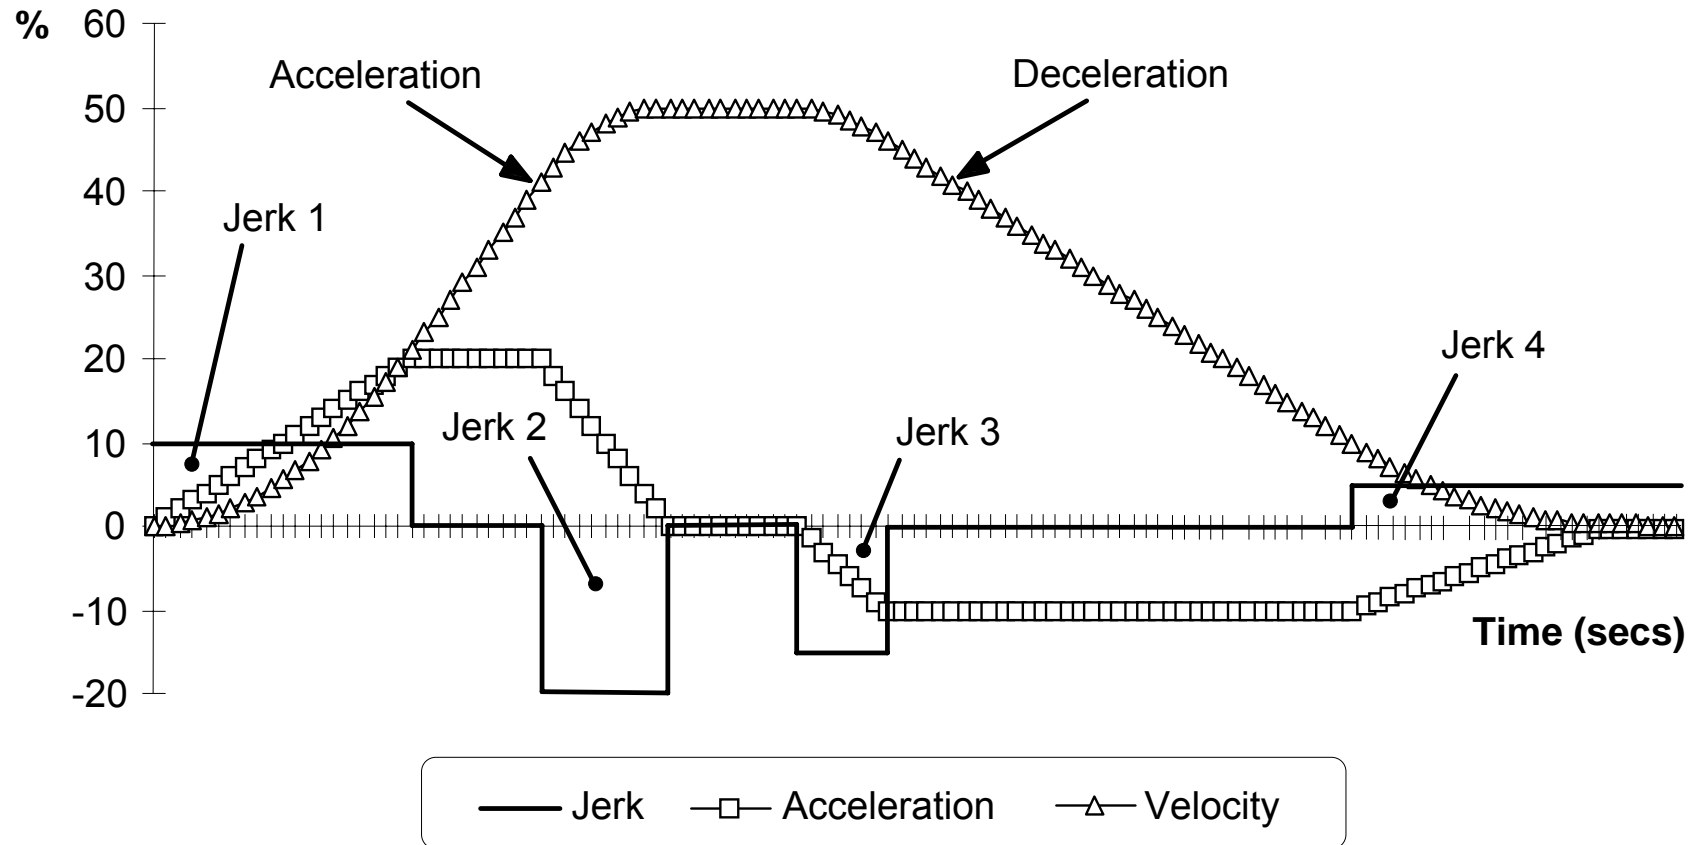 %
60
50
40
30
20
10
0
-10
-20
Acceleration
Deceleration
Jerk 1
Jerk 2
Jerk 3
Jerk 4
Time (secs)
Jerk Acceleration Velocity